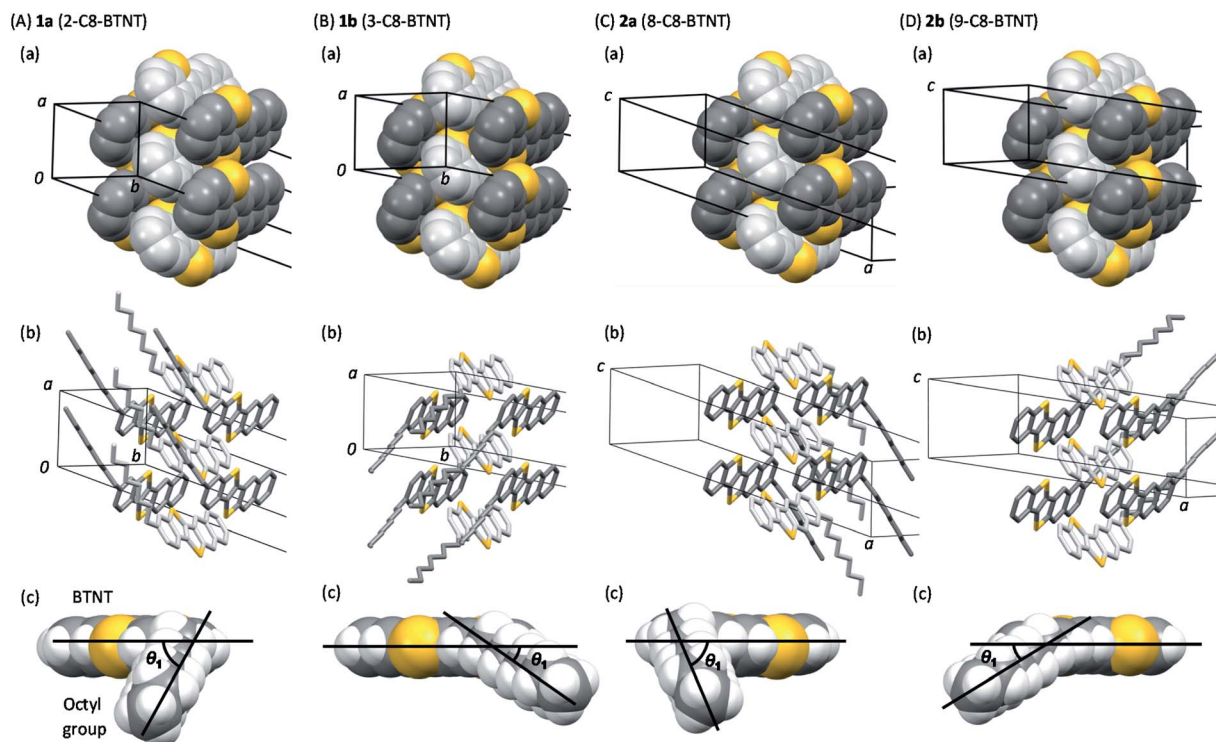 (A) 1a (2-C8-BTNT)
(B) 1b (3-C8-BTNT)
(C) 2a (8-C8-BTNT)
(D) 2b (9-C8-BTNT)
(a)
(a)
(a)
(a)
a
0
b
a
0
b
c
a
c
(b)
(b)
(b)
(b)
a
0
b
a
0
b
c
a
c
a
(c)
(c)
(c)
(c)
BTNT
θ1
Octyl
group
θ1
θ1
θ1